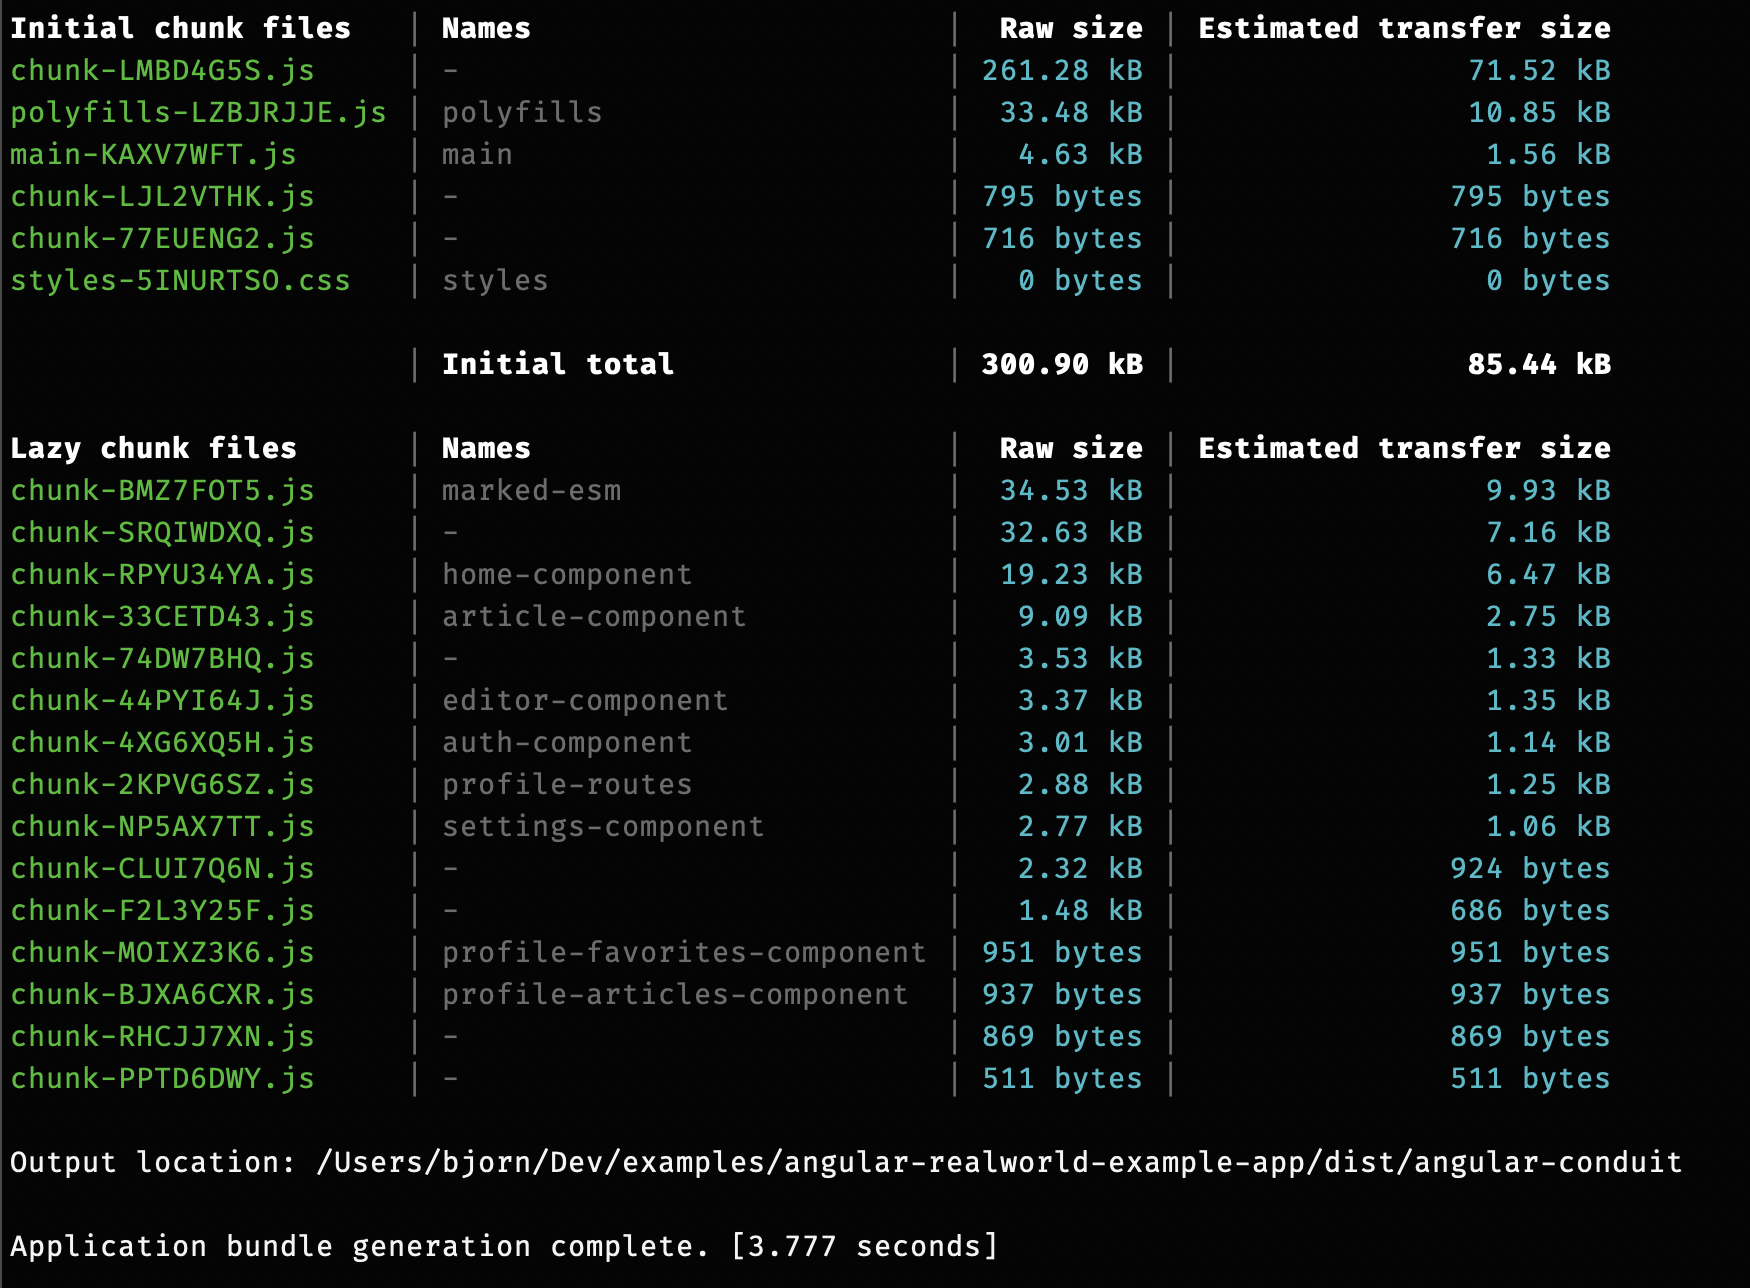 Initial chunk files | Names | Raw size | Estimated transfer size
chunk-LMBD4G5S.js | - | 261.28 kB | 71.52 kB
polyfills-LZBJRJJE.js | polyfills | 33.48 kB | 10.85 kB
main-KAXV7WFT.js | main | 4.63 kB | 1.56 kB
chunk-LJL2VTHK.js | - | 795 bytes | 795 bytes
chunk-77EUENG2.js | - | 716 bytes | 716 bytes
styles-5INURTSO.css | styles | 0 bytes | 0 bytes
| Initial total | 300.90 kB | 85.44 kB
Lazy chunk files | Names | Raw size | Estimated transfer size
chunk-BMZ7FOT5.js | marked-esm | 34.53 kB | 9.93 kB
chunk-SRQIWDXQ.js | - | 32.63 kB | 7.16 kB
chunk-RPYU34YA.js | home-component | 19.23 kB | 6.47 kB
chunk-33CETD43.js | article-component | 9.09 kB | 2.75 kB
chunk-74DW7BHQ.js | - | 3.53 kB | 1.33 kB
chunk-44PYI64J.js | editor-component | 3.37 kB | 1.35 kB
chunk-4XG6XQ5H.js | auth-component | 3.01 kB | 1.14 kB
chunk-2KPVG6SZ.js | profile-routes | 2.88 kB | 1.25 kB
chunk-NP5AX7TT.js | settings-component | 2.77 kB | 1.06 kB
chunk-CLUI7Q6N.js | - | 2.32 kB | 924 bytes
chunk-F2L3Y25F.js | - | 1.48 kB | 686 bytes
chunk-MOIXZ3K6.js | profile-favorites-component | 951 bytes | 951 bytes
chunk-BJXA6CXR.js | profile-articles-component | 937 bytes | 937 bytes
chunk-RHCJJ7XN.js | - | 869 bytes | 869 bytes
chunk-PPTD6DWY.js | - | 511 bytes | 511 bytes
Output location: /Users/bjorn/Dev/examples/angular-realworld-example-app/dist/angular-conduit
Application bundle generation complete. [3.777 seconds]